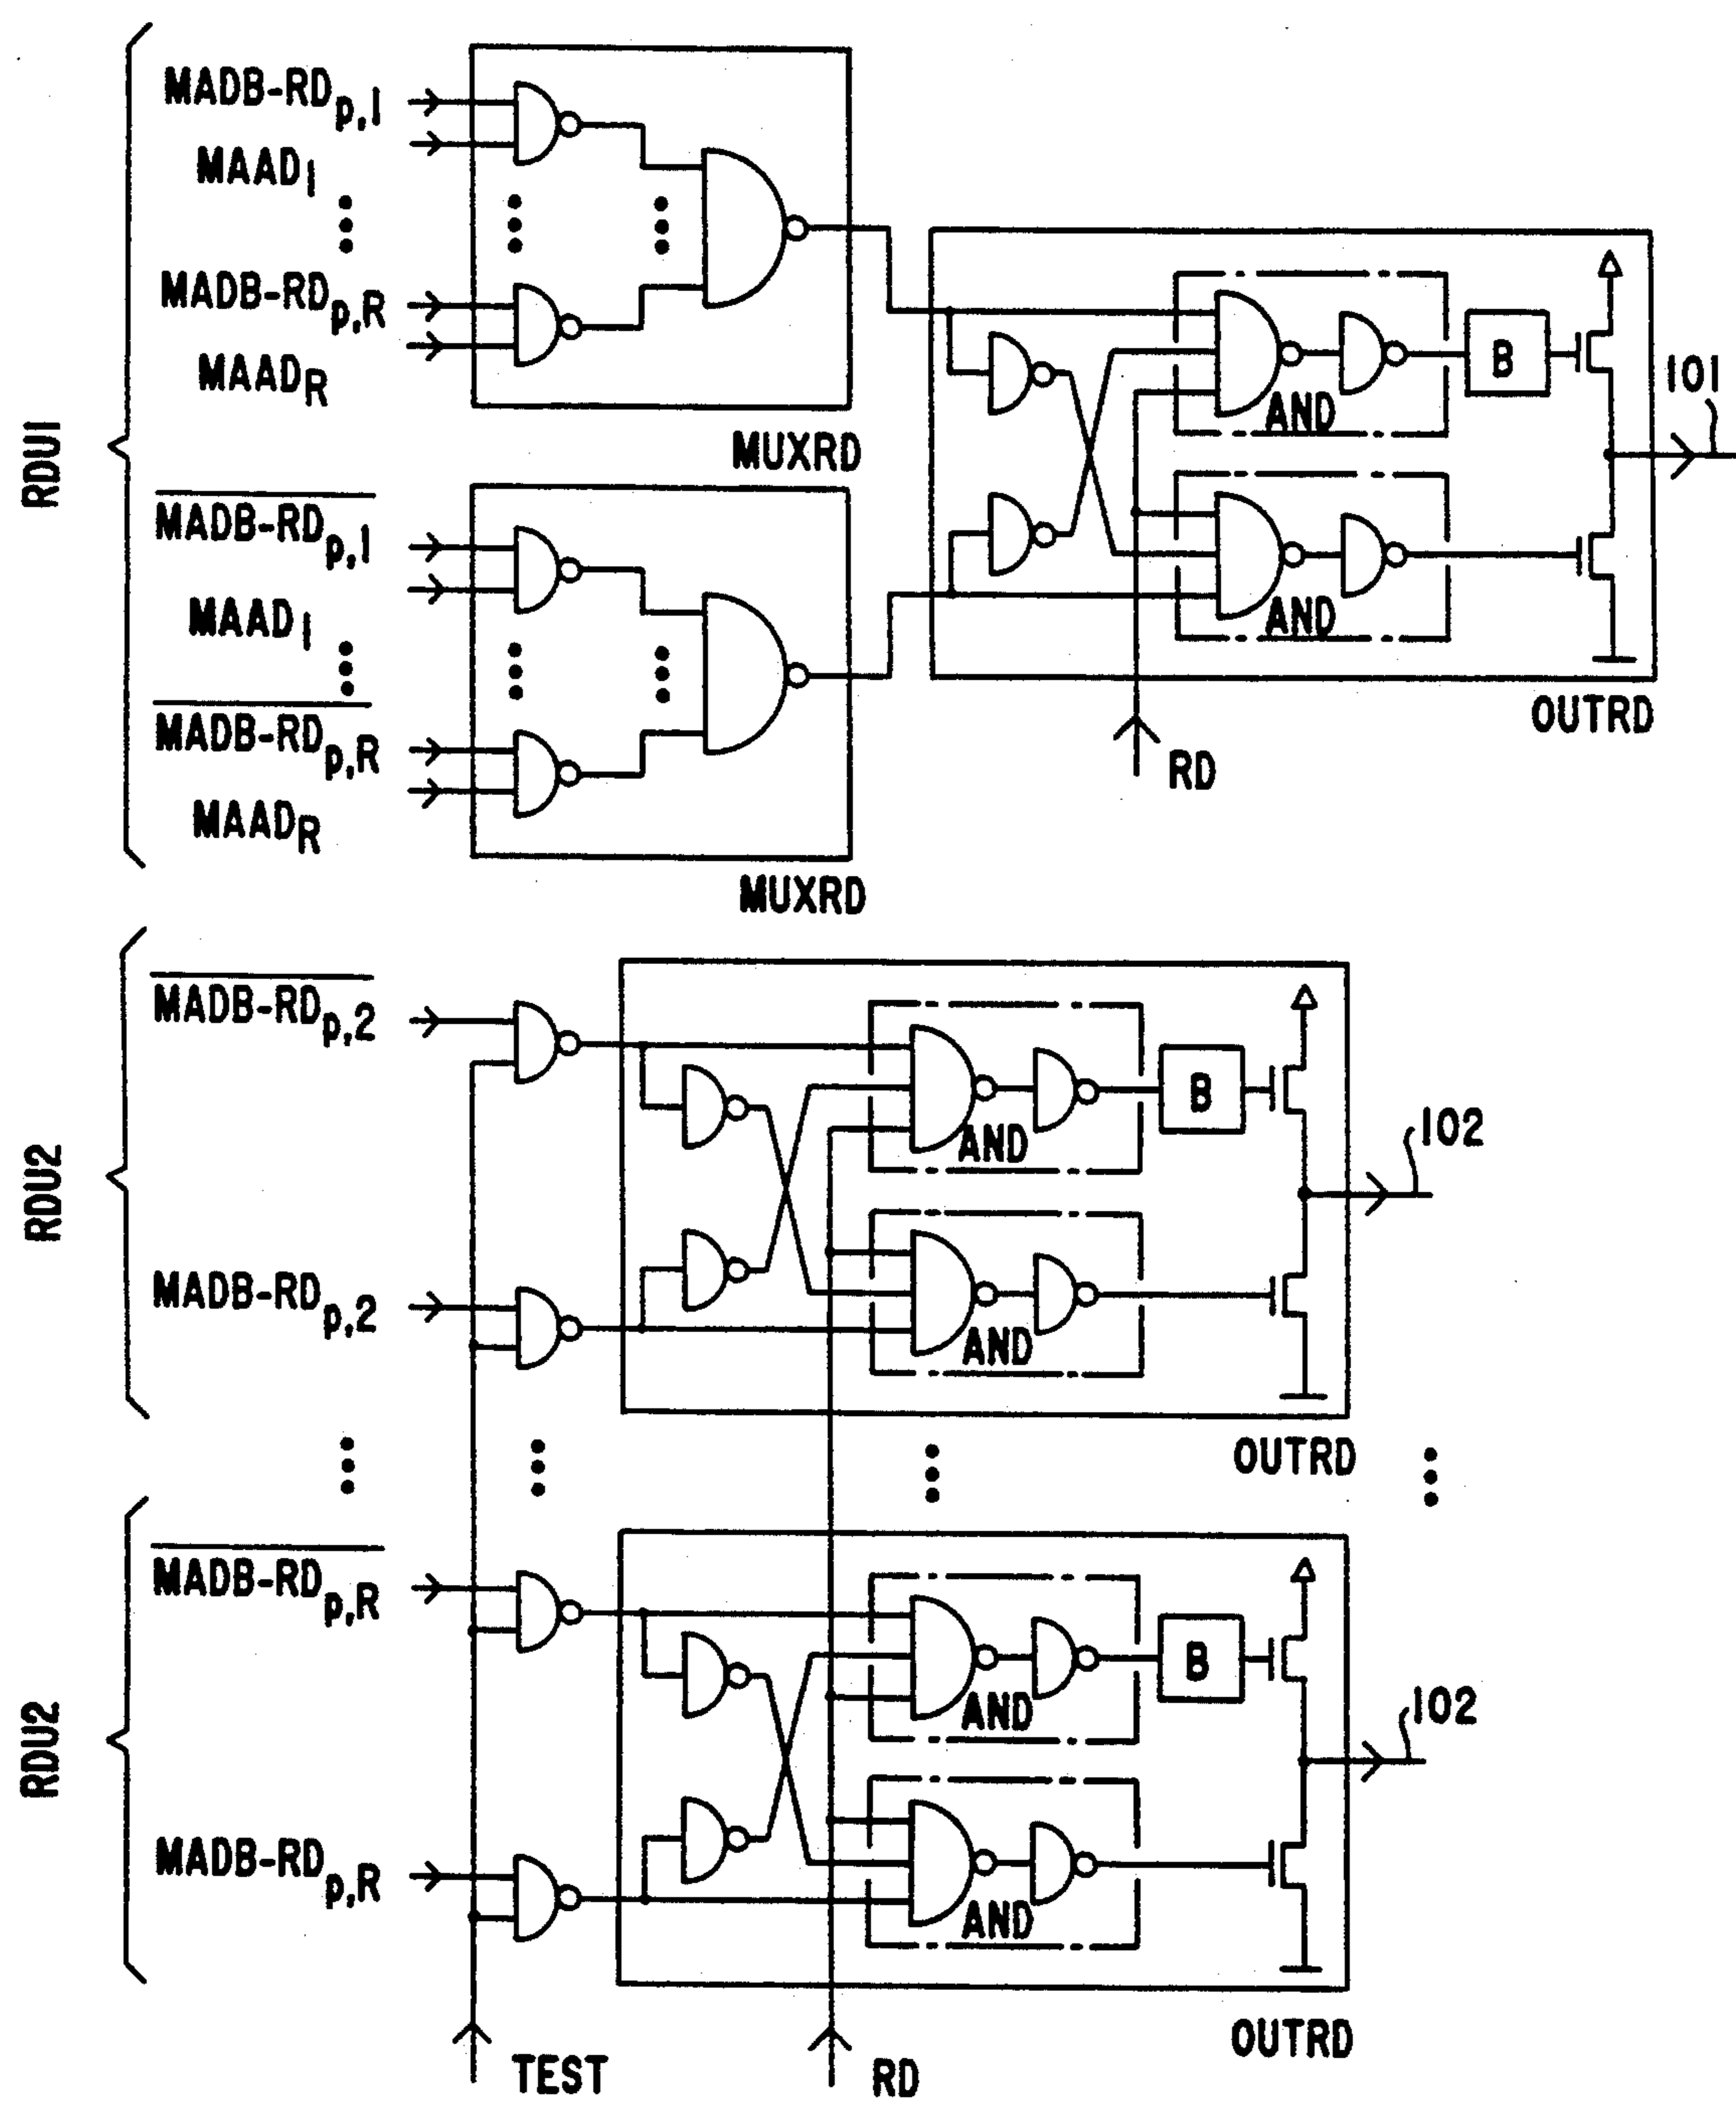 RDU1
MADB-RDp,1
MAAD1
MADB-RDp,R
MAADR
MUXRD
MADB-RDp,1
MAAD1
MADB-RDp,R
MAADR
MUXRD
AND
B
AND
101
OUTRD
RD
RDU2
MADB-RDp,2
MADB-RDp,2
AND
B
AND
102
OUTRD
RDU2
MADB-RDp,R
MADB-RDp,R
AND
B
AND
102
OUTRD
TEST
RD